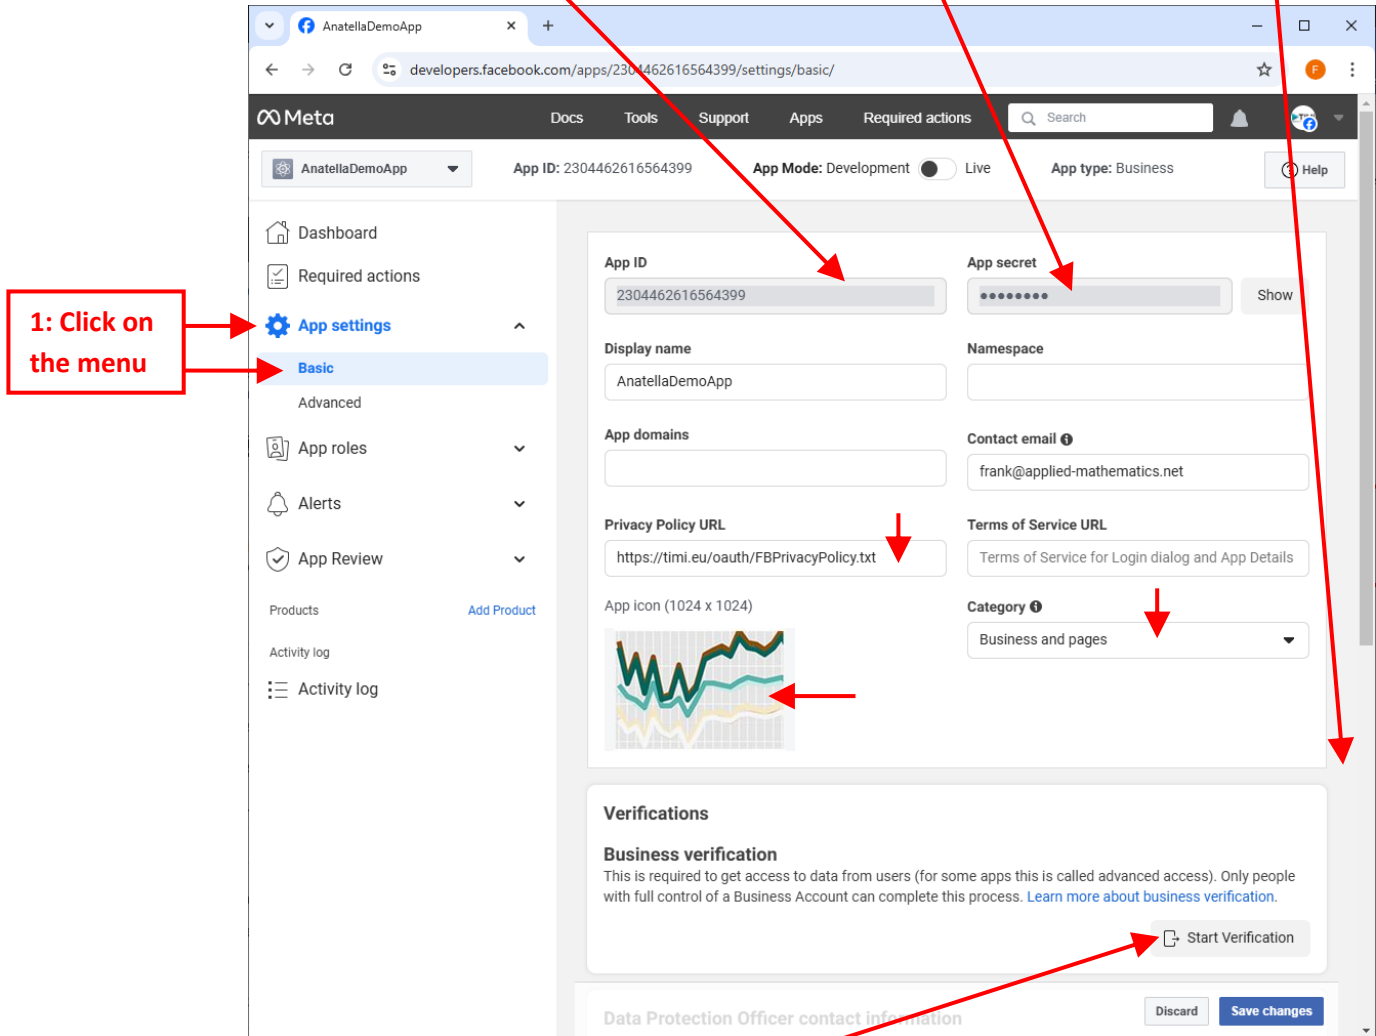 AnatellaDemoApp
developers.facebook.com/apps/2304462616564399/settings/basic/
F
Meta
Docs
Tools
Support
Apps
Required actions
Search
AnatellaDemoApp
App ID: 2304462616564399
App Mode: Development
Live
App type: Business
Help
1: Click on
the menu
Dashboard
Required actions
App settings
Basic
Advanced
App roles
Alerts
App Review
Products
Add Product
Activity log
Activity log
App ID
2304462616564399
App secret
Show
Display name
AnatellaDemoApp
Namespace
App domains
Contact email
frank@applied-mathematics.net
Privacy Policy URL
https://timi.eu/oauth/FBPrivacyPolicy.txt
Terms of Service URL
Terms of Service for Login dialog and App Details
App icon (1024 x 1024)
Category
Business and pages
Verifications
Business verification
This is required to get access to data from users (for some apps this is called advanced access). Only people
with full control of a Business Account can complete this process. Learn more about business verification.
Start Verification
Data Protection Officer contact information
Discard
Save changes